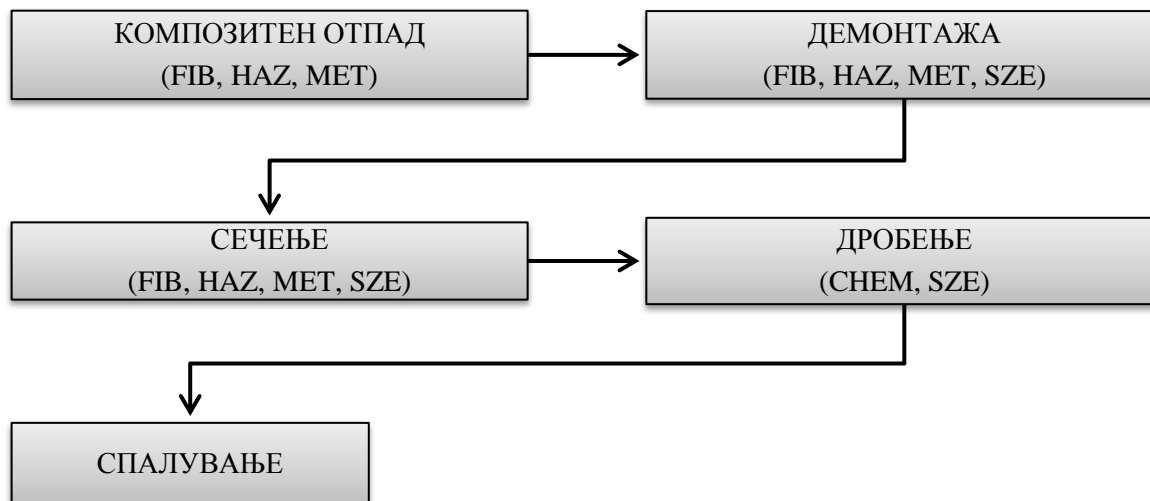 КОМПОЗИТЕН ОТПАД
(FIB, HAZ, MET)
ДЕМОНТАЖА
(FIB, HAZ, MET, SZE)
СЕЧЕЊЕ
(FIB, HAZ, MET, SZE)
ДРОБЕЊЕ
(CHEM, SZE)
СПАЛУВАЊЕ